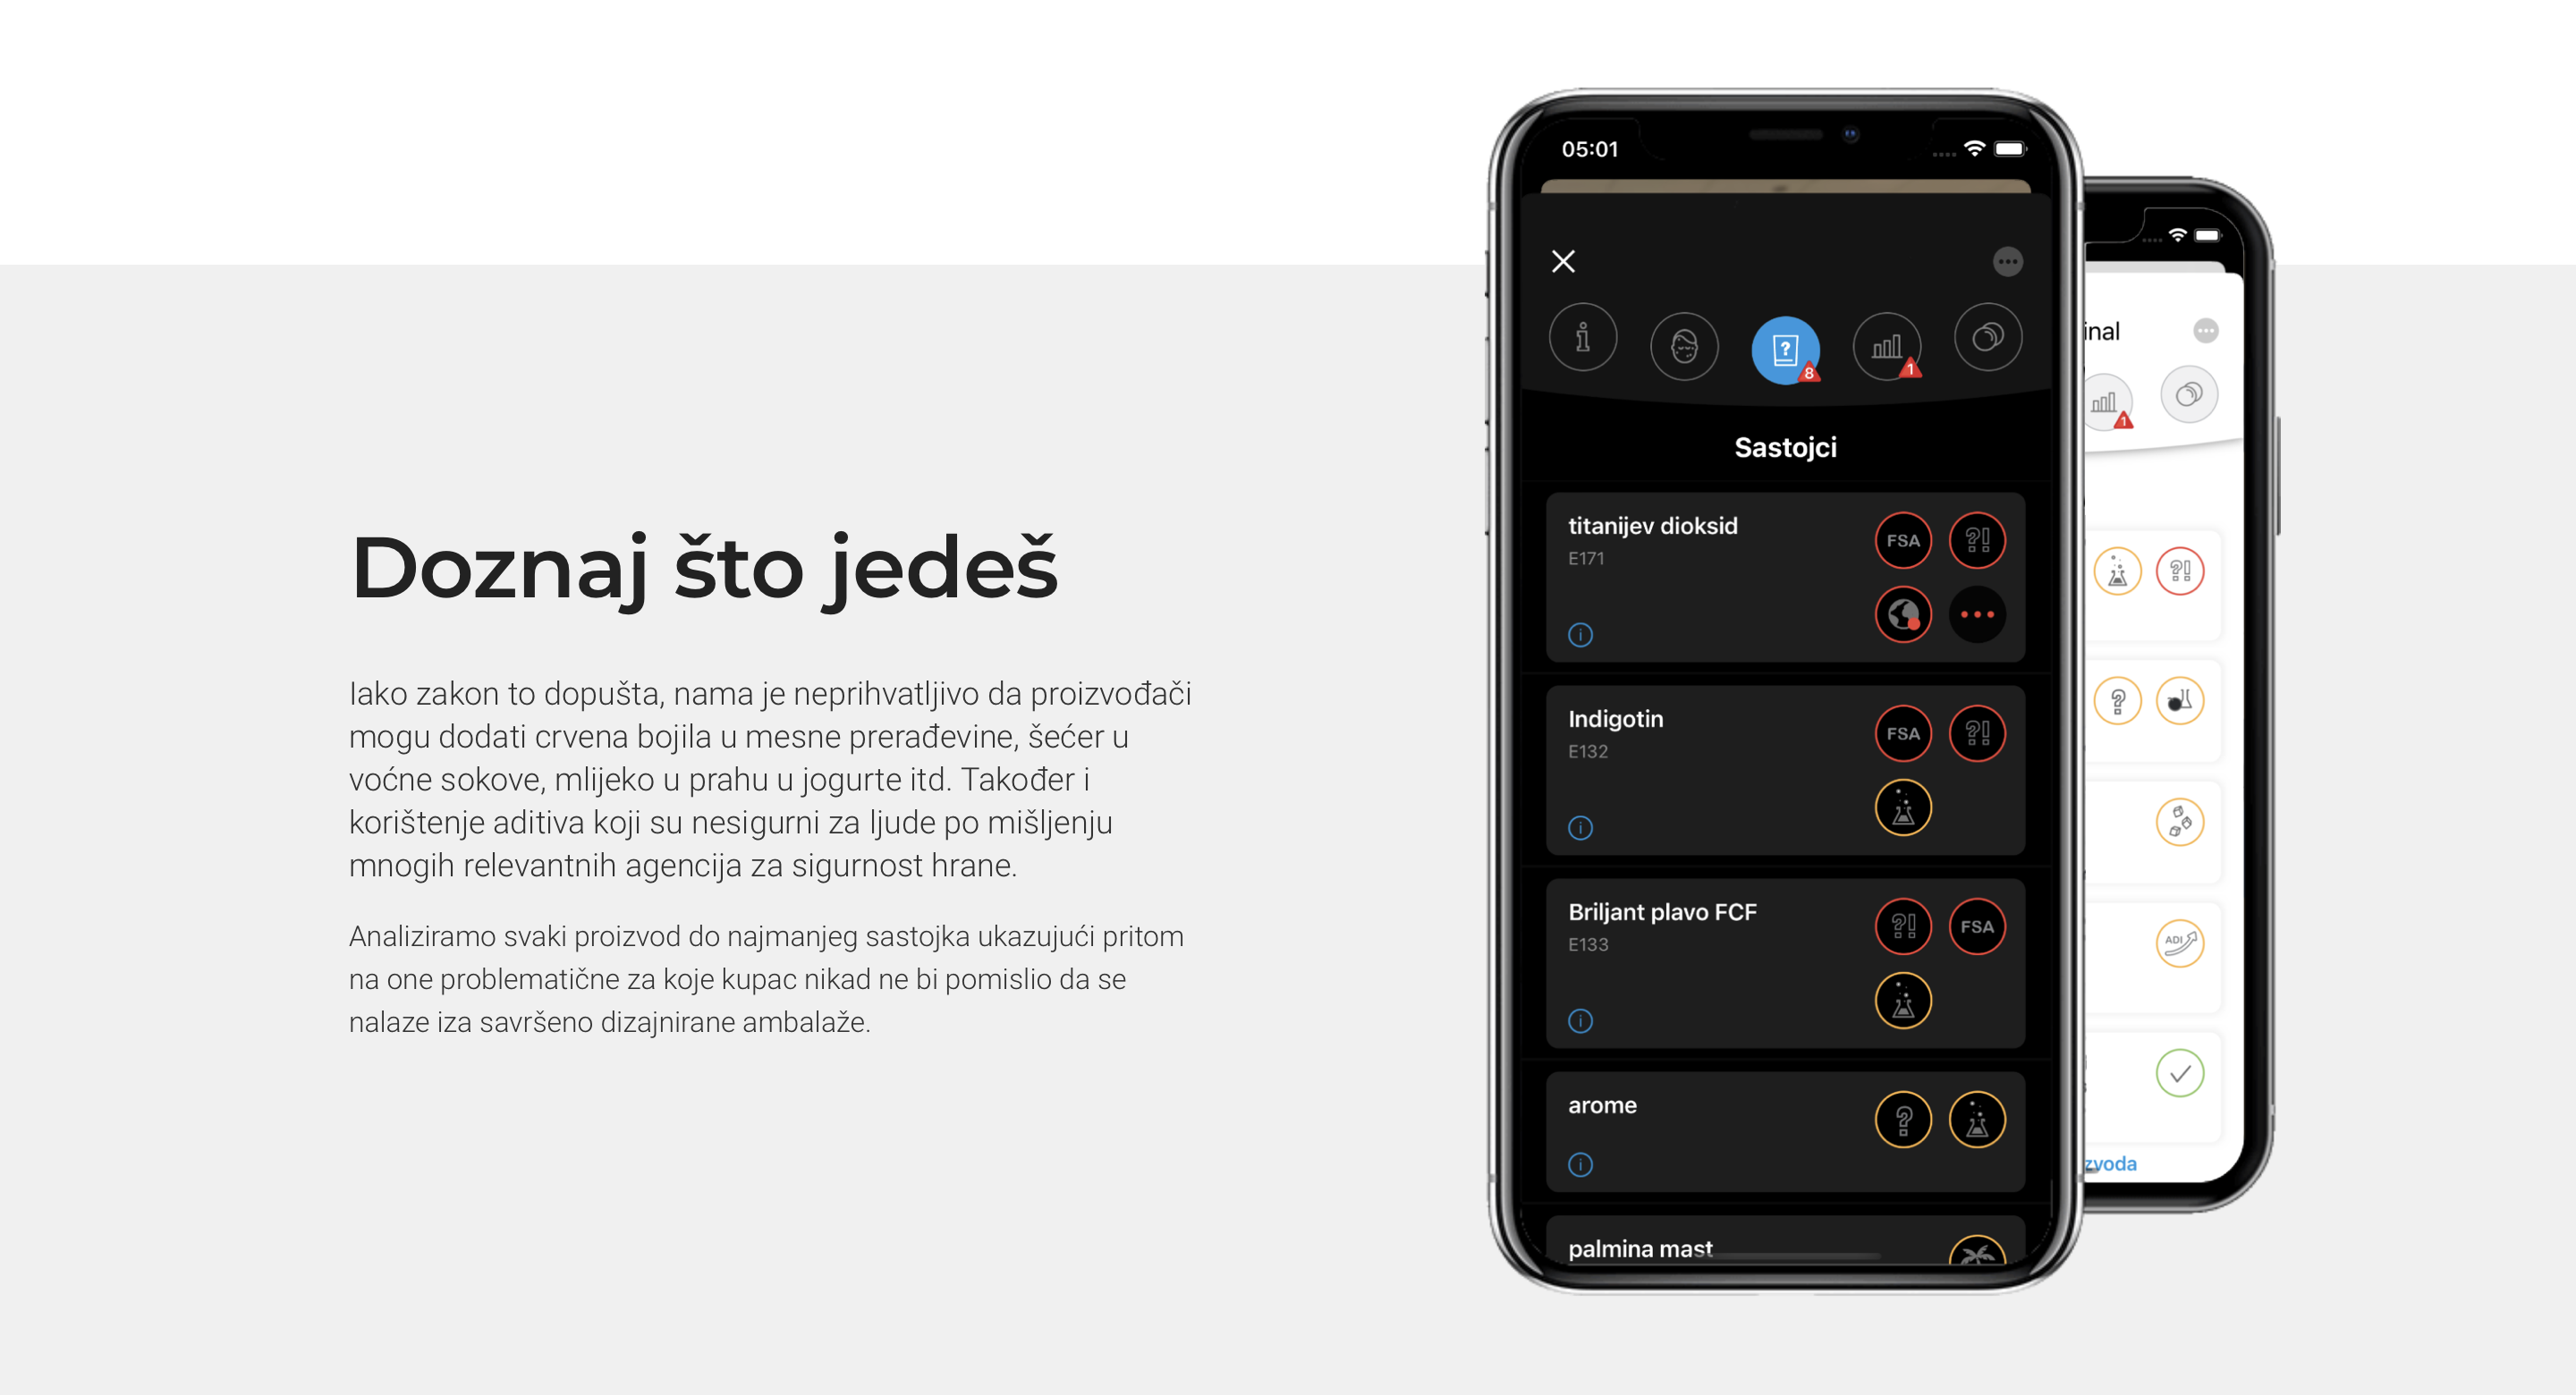 Doznaj što jedeš
Iako zakon to dopušta, nama je neprihvatljivo da proizvođači
mogu dodati crvena bojila u mesne prerađevine, šećer u
voćne sokove, mlijeko u prahu u jogurte itd. Također i
korištenje aditiva koji su nesigurni za ljude po mišljenju
mnogih relevantnih agencija za sigurnost hrane.
Analiziramo svaki proizvod do najmanjeg sastojka ukazujući pritom
na one problematične za koje kupac nikad ne bi pomislio da se
nalaze iza savršeno dizajnirane ambalaže.
05:01
8
1
Sastojci
titanijev dioksid
E171
FSA
?!
Indigotin
E132
FSA
?!
Briljant plavo FCF
E133
?!
FSA
arome
?
palmina mast
inal
1
?!
?
ADI
zvoda